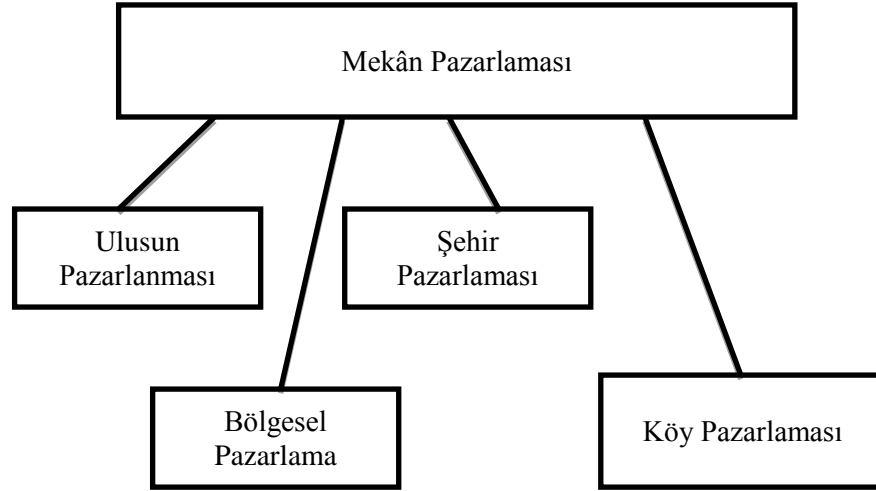 Mekân Pazarlaması
Ulusun
Pazarlanması
Şehir
Pazarlaması
Bölgesel
Pazarlama
Köy Pazarlaması